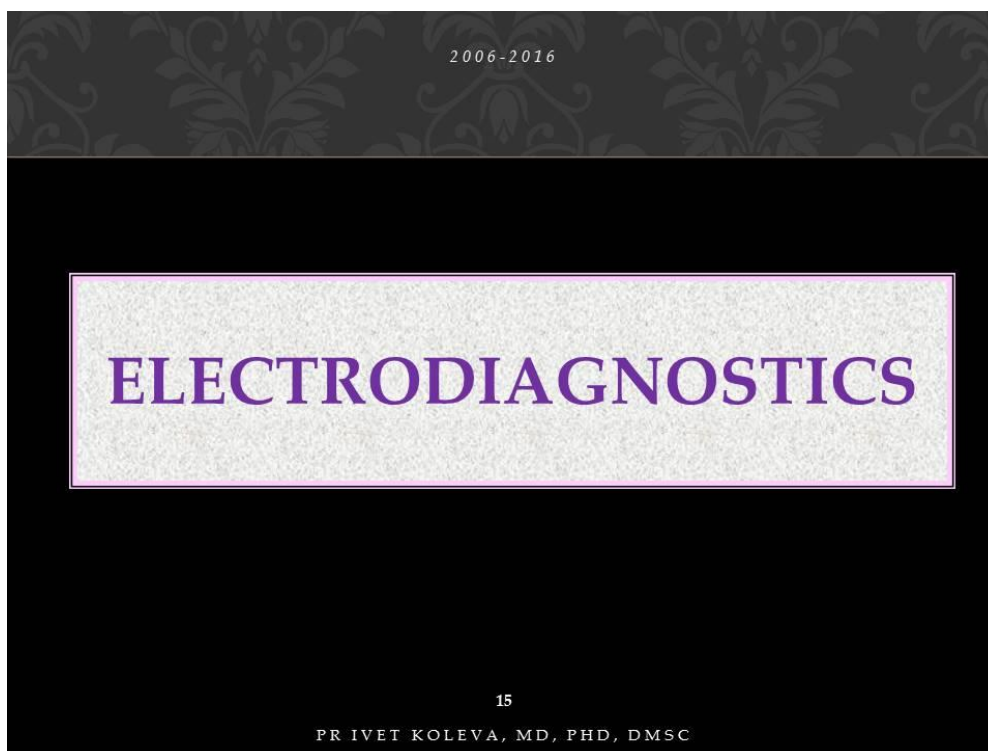 2006-2016
ELECTRODIAGNOSTICS
15
PR IVET KOLEVA, MD, PHD, DMSC